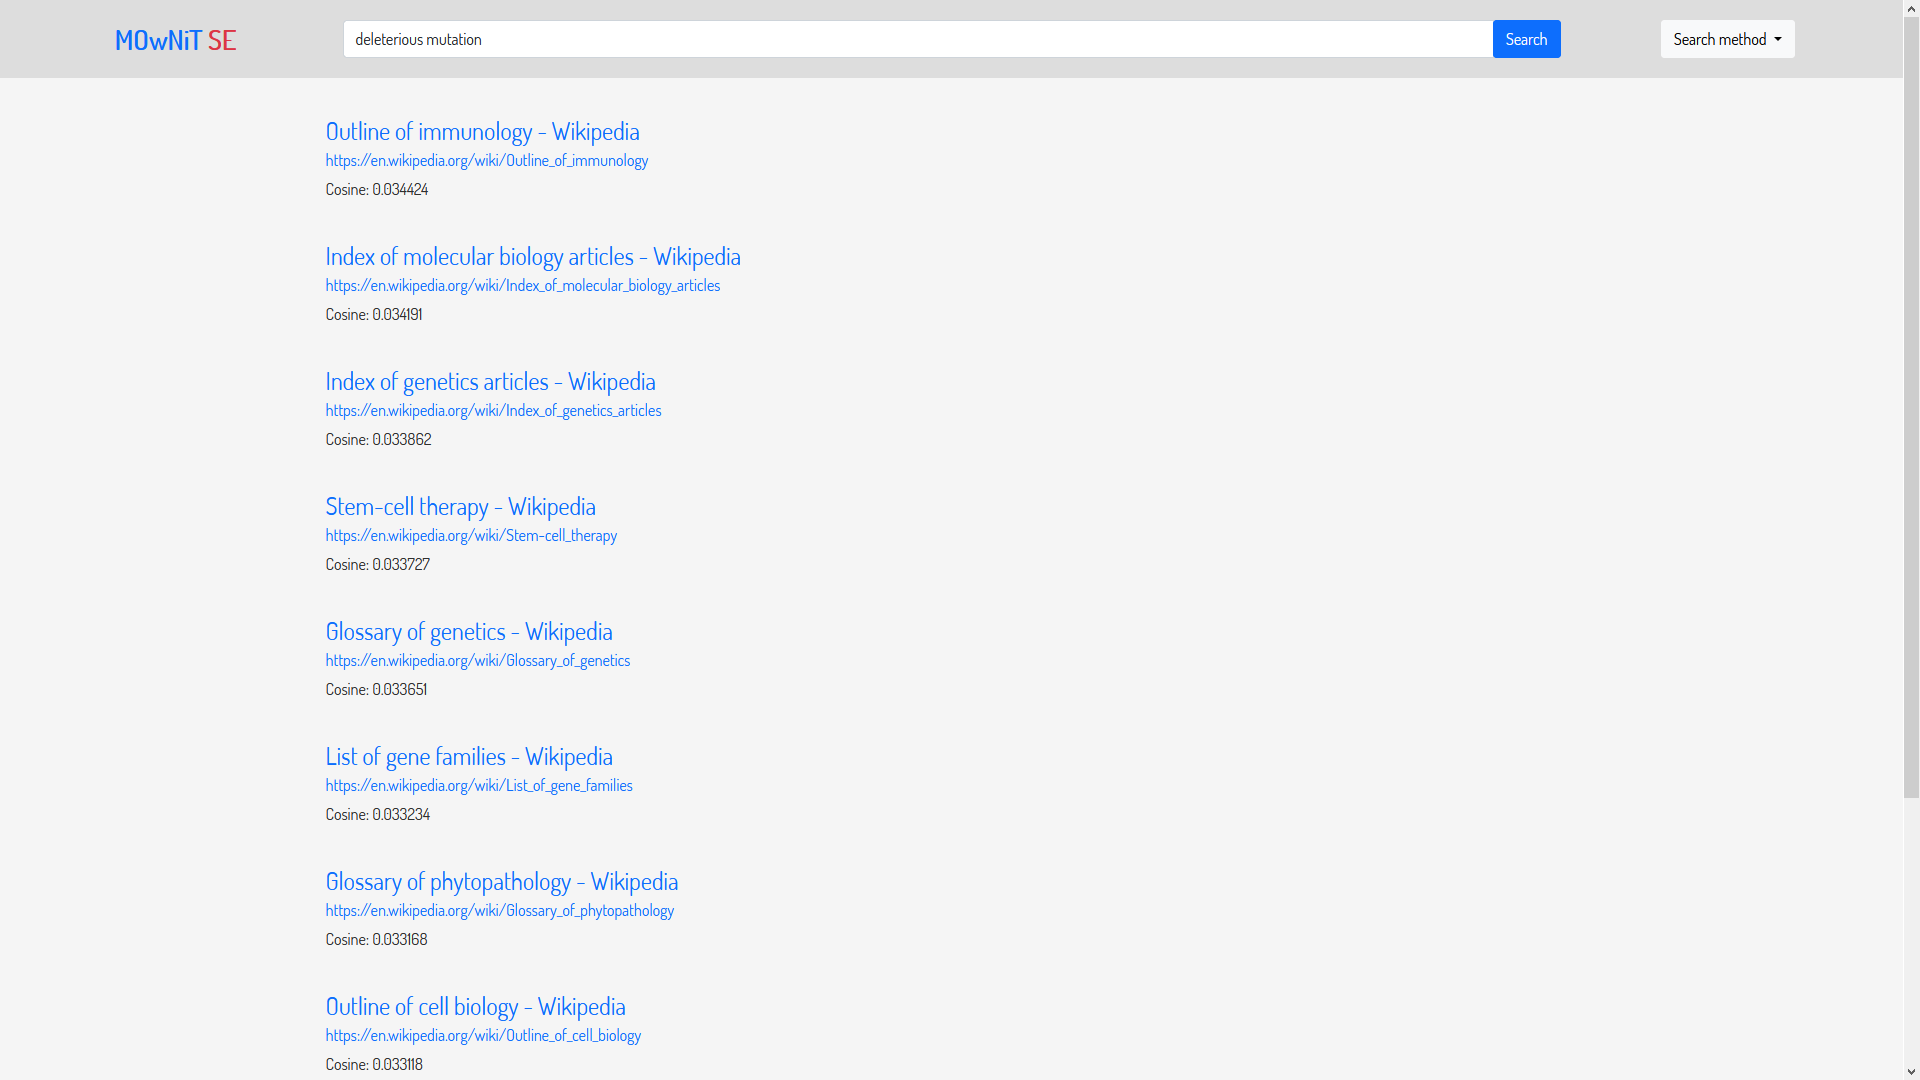 MOwNiT SE
deleterious mutation
Search
Search method
Outline of immunology - Wikipedia
https://en.wikipedia.org/wiki/Outline_of_immunology
Cosine: 0.034424
Index of molecular biology articles - Wikipedia
https://en.wikipedia.org/wiki/Index_of_molecular_biology_articles
Cosine: 0.034191
Index of genetics articles - Wikipedia
https://en.wikipedia.org/wiki/Index_of_genetics_articles
Cosine: 0.033862
Stem-cell therapy - Wikipedia
https://en.wikipedia.org/wiki/Stem-cell_therapy
Cosine: 0.033727
Glossary of genetics - Wikipedia
https://en.wikipedia.org/wiki/Glossary_of_genetics
Cosine: 0.033651
List of gene families - Wikipedia
https://en.wikipedia.org/wiki/List_of_gene_families
Cosine: 0.033234
Glossary of phytopathology - Wikipedia
https://en.wikipedia.org/wiki/Glossary_of_phytopathology
Cosine: 0.033168
Outline of cell biology - Wikipedia
https://en.wikipedia.org/wiki/Outline_of_cell_biology
Cosine: 0.033118